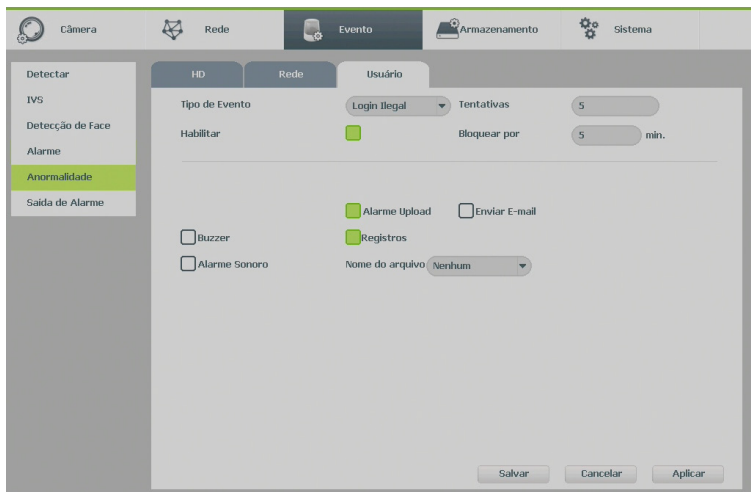 Câmera
Rede
Evento
Armazenamento
Sistema
Detectar
IVS
Detecção de Face
Alarme
Anormalidade
Saída de Alarme
HD
Rede
Usuário
Tipo de Evento
Login Ilegal
Tentativas
5
Habilitar
Bloquear por
5
min.
Alarme Upload
Enviar E-mail
Buzzer
Registros
Alarme Sonoro
Nome do arquivo
Nenhum
Salvar
Cancelar
Aplicar